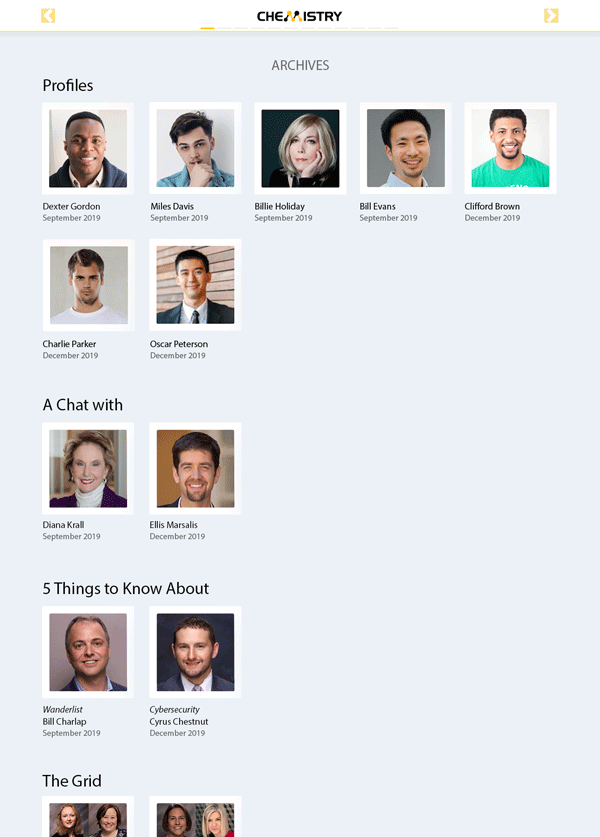 CHEMISTRY
ARCHIVES
Profiles
Dexter Gordon
September 2019
Miles Davis
September 2019
Billie Holiday
September 2019
Bill Evans
September 2019
Clifford Brown
December 2019
Charlie Parker
December 2019
Oscar Peterson
December 2019
A Chat with
Diana Krall
September 2019
Ellis Marsalis
December 2019
5 Things to Know About
Wanderlist
Bill Charlap
September 2019
Cybersecurity
Cyrus Chestnut
December 2019
The Grid